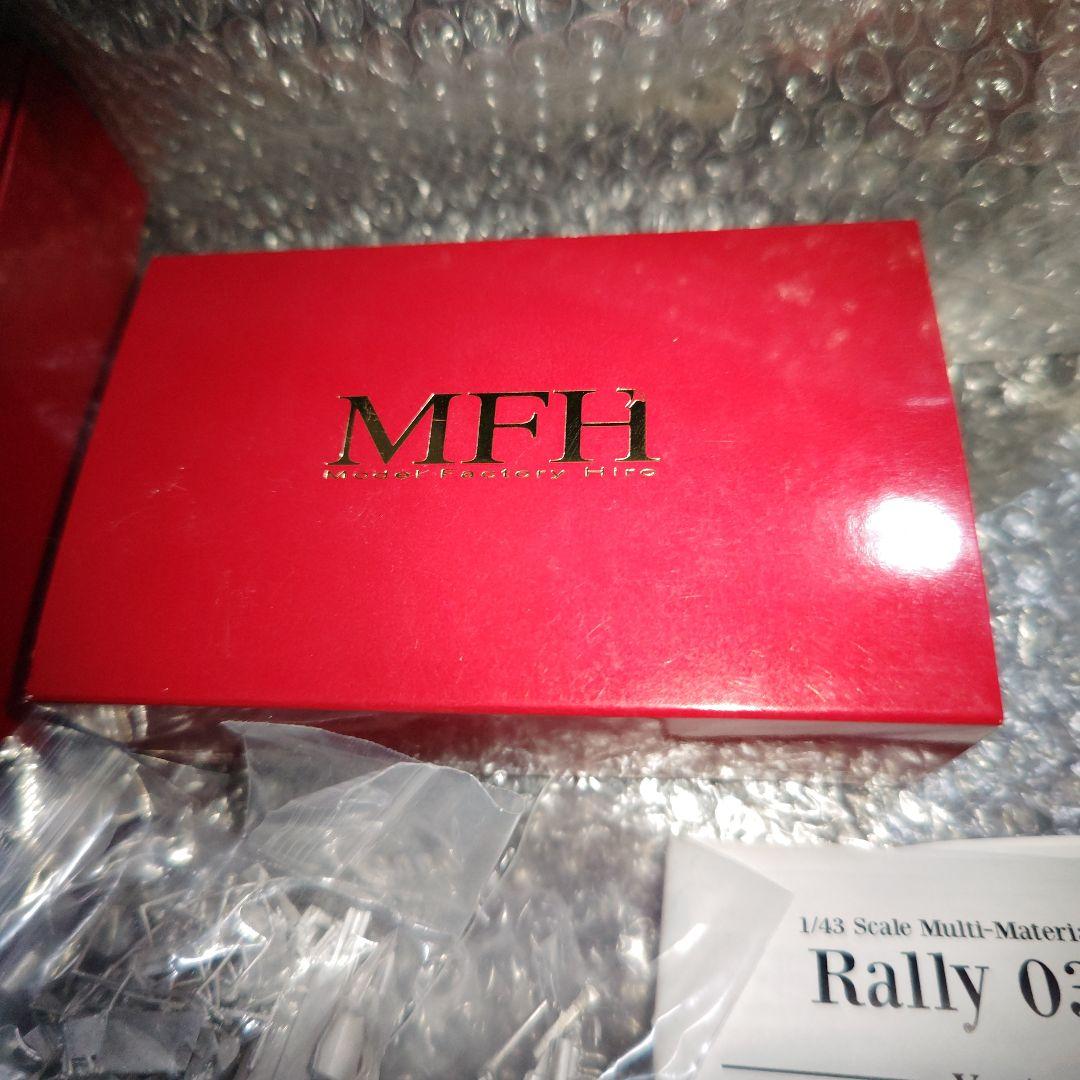 MFH
Model Factory Hiro
1/43 Scale Multi-Materia
Rally 03